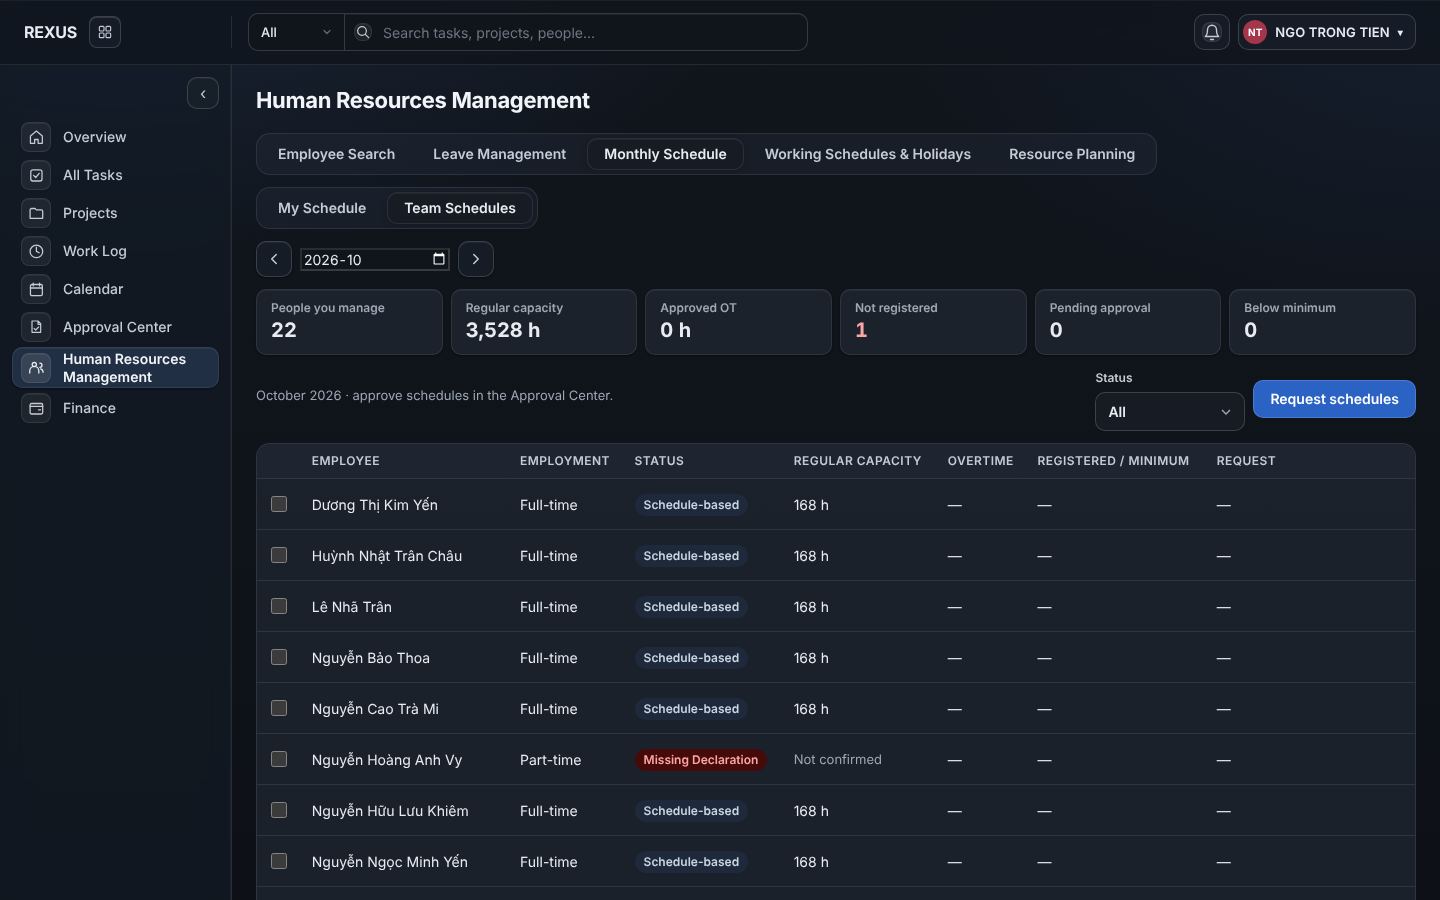 REXUS
All
Search tasks, projects, people...
NT
NGO TRONG TIEN
Overview
All Tasks
Projects
Work Log
Calendar
Approval Center
Human Resources
Management
Finance
Human Resources Management
Employee Search Leave Management Monthly Schedule Working Schedules & Holidays Resource Planning
My Schedule Team Schedules
2026-10
People you manage
22
Regular capacity
3,528 h
Approved OT
0 h
Not registered
1
Pending approval
0
Below minimum
0
October 2026 · approve schedules in the Approval Center.
Status
All
Request schedules
EMPLOYEE EMPLOYMENT STATUS REGULAR CAPACITY OVERTIME REGISTERED / MINIMUM REQUEST
Dương Thị Kim Yến Full-time Schedule-based 168 h — — —
Huỳnh Nhật Trân Châu Full-time Schedule-based 168 h — — —
Lê Nhã Trân Full-time Schedule-based 168 h — — —
Nguyễn Bảo Thoa Full-time Schedule-based 168 h — — —
Nguyễn Cao Trà Mi Full-time Schedule-based 168 h — — —
Nguyễn Hoàng Anh Vy Part-time Missing Declaration Not confirmed — — —
Nguyễn Hữu Lưu Khiêm Full-time Schedule-based 168 h — — —
Nguyễn Ngọc Minh Yến Full-time Schedule-based 168 h — — —